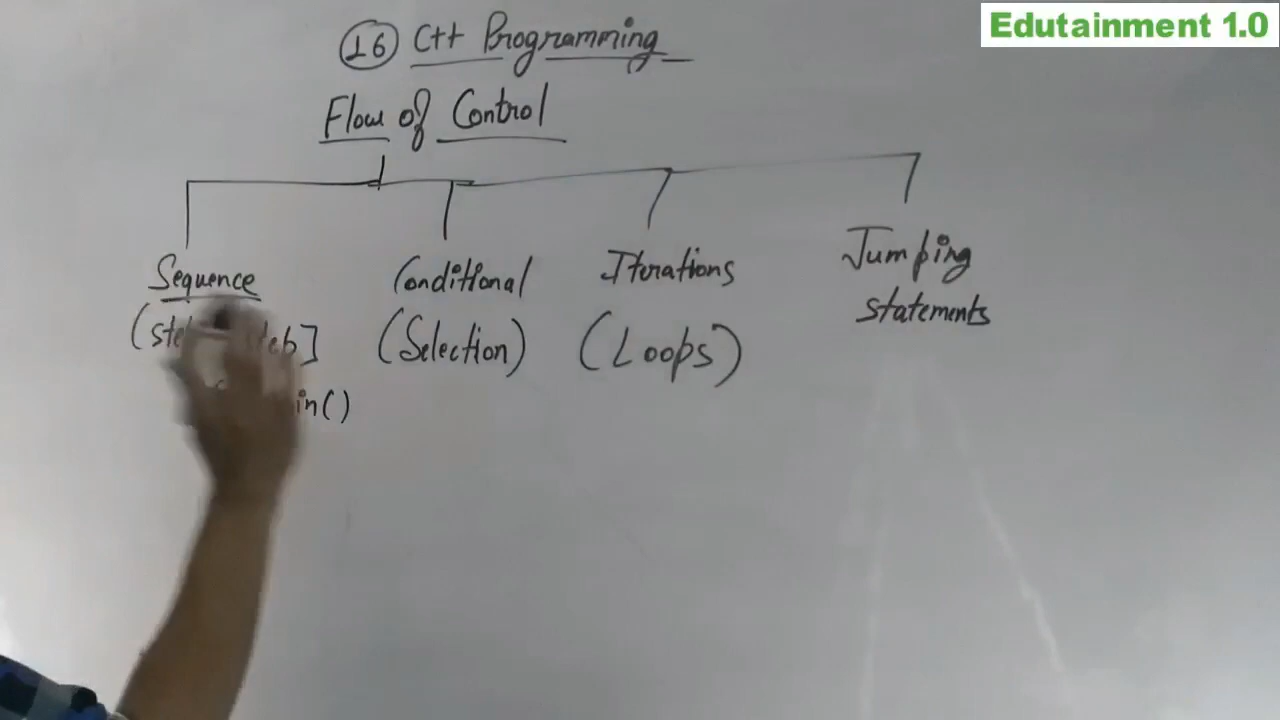 Edutainment 1.0
16 C++ Programming
Flow of Control
Sequence
Conditional
(Selection)
Iterations
(Loops)
Jumping
statements